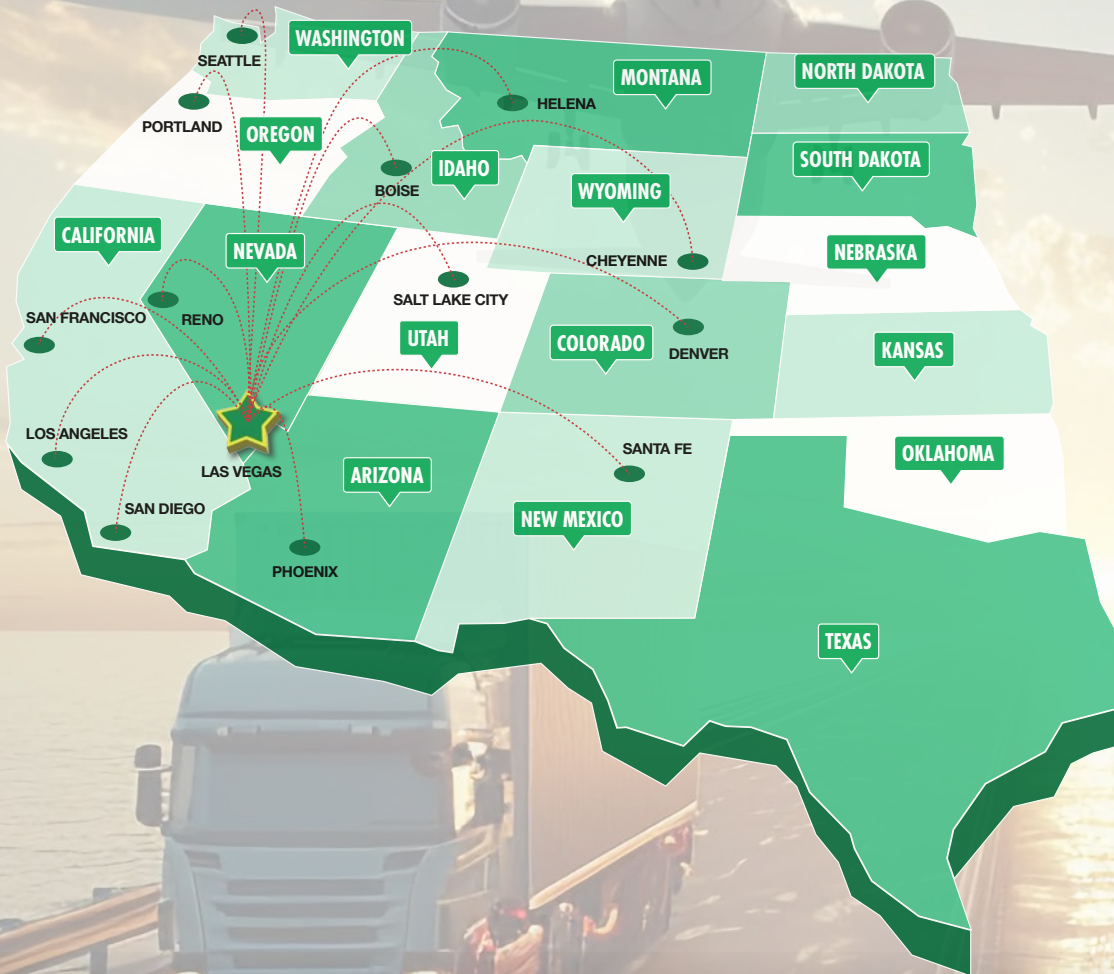 SEATTLE
WASHINGTON
MONTANA
NORTH DAKOTA
HELENA
PORTLAND
OREGON
SOUTH DAKOTA
IDAHO
BOISE
WYOMING
CALIFORNIA
NEVADA
NEBRASKA
CHEYENNE
SALT LAKE CITY
SAN FRANCISCO
RENO
UTAH
COLORADO
DENVER
KANSAS
LOS ANGELES
LAS VEGAS
SANTA FE
OKLAHOMA
ARIZONA
SAN DIEGO
NEW MEXICO
PHOENIX
TEXAS